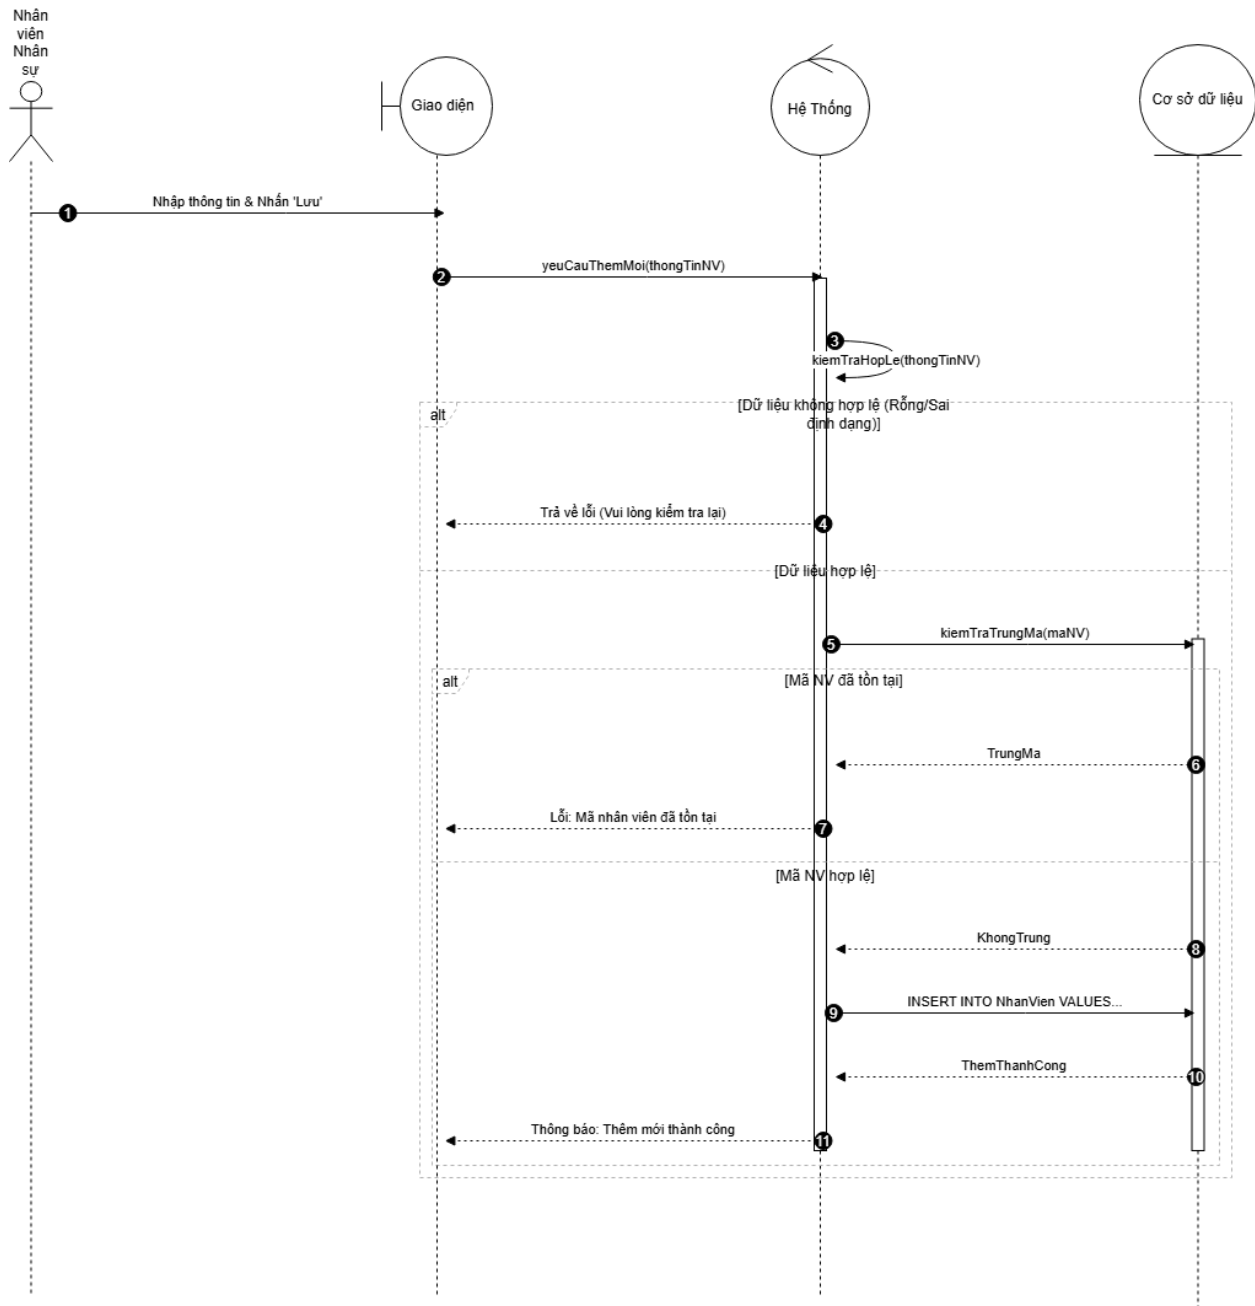 Nhân
viên
Nhân
sự
Giao diện
Hệ Thống
Cơ sở dữ liệu
1
Nhập thông tin & Nhấn 'Lưu'
2
yeuCauThemMoi(thongTinNV)
3
kiemTraHopLe(thongTinNV)
alt
[Dữ liệu không hợp lệ (Rỗng/Sai
định dạng)]
Trả về lỗi (Vui lòng kiểm tra lại)
4
[Dữ liệu hợp lệ]
5
kiemTraTrungMa(maNV)
alt
[Mã NV đã tồn tại]
TrungMa
6
Lỗi: Mã nhân viên đã tồn tại
7
[Mã NV hợp lệ]
KhongTrung
8
9
INSERT INTO NhanVien VALUES...
ThemThanhCong
10
Thông báo: Thêm mới thành công
11